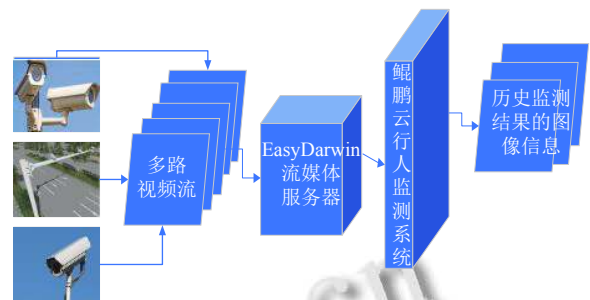 多路
视频流
EasyDarwin
流媒体
服务器
鲲鹏云行人监测系统
历史监测
结果的图
像信息